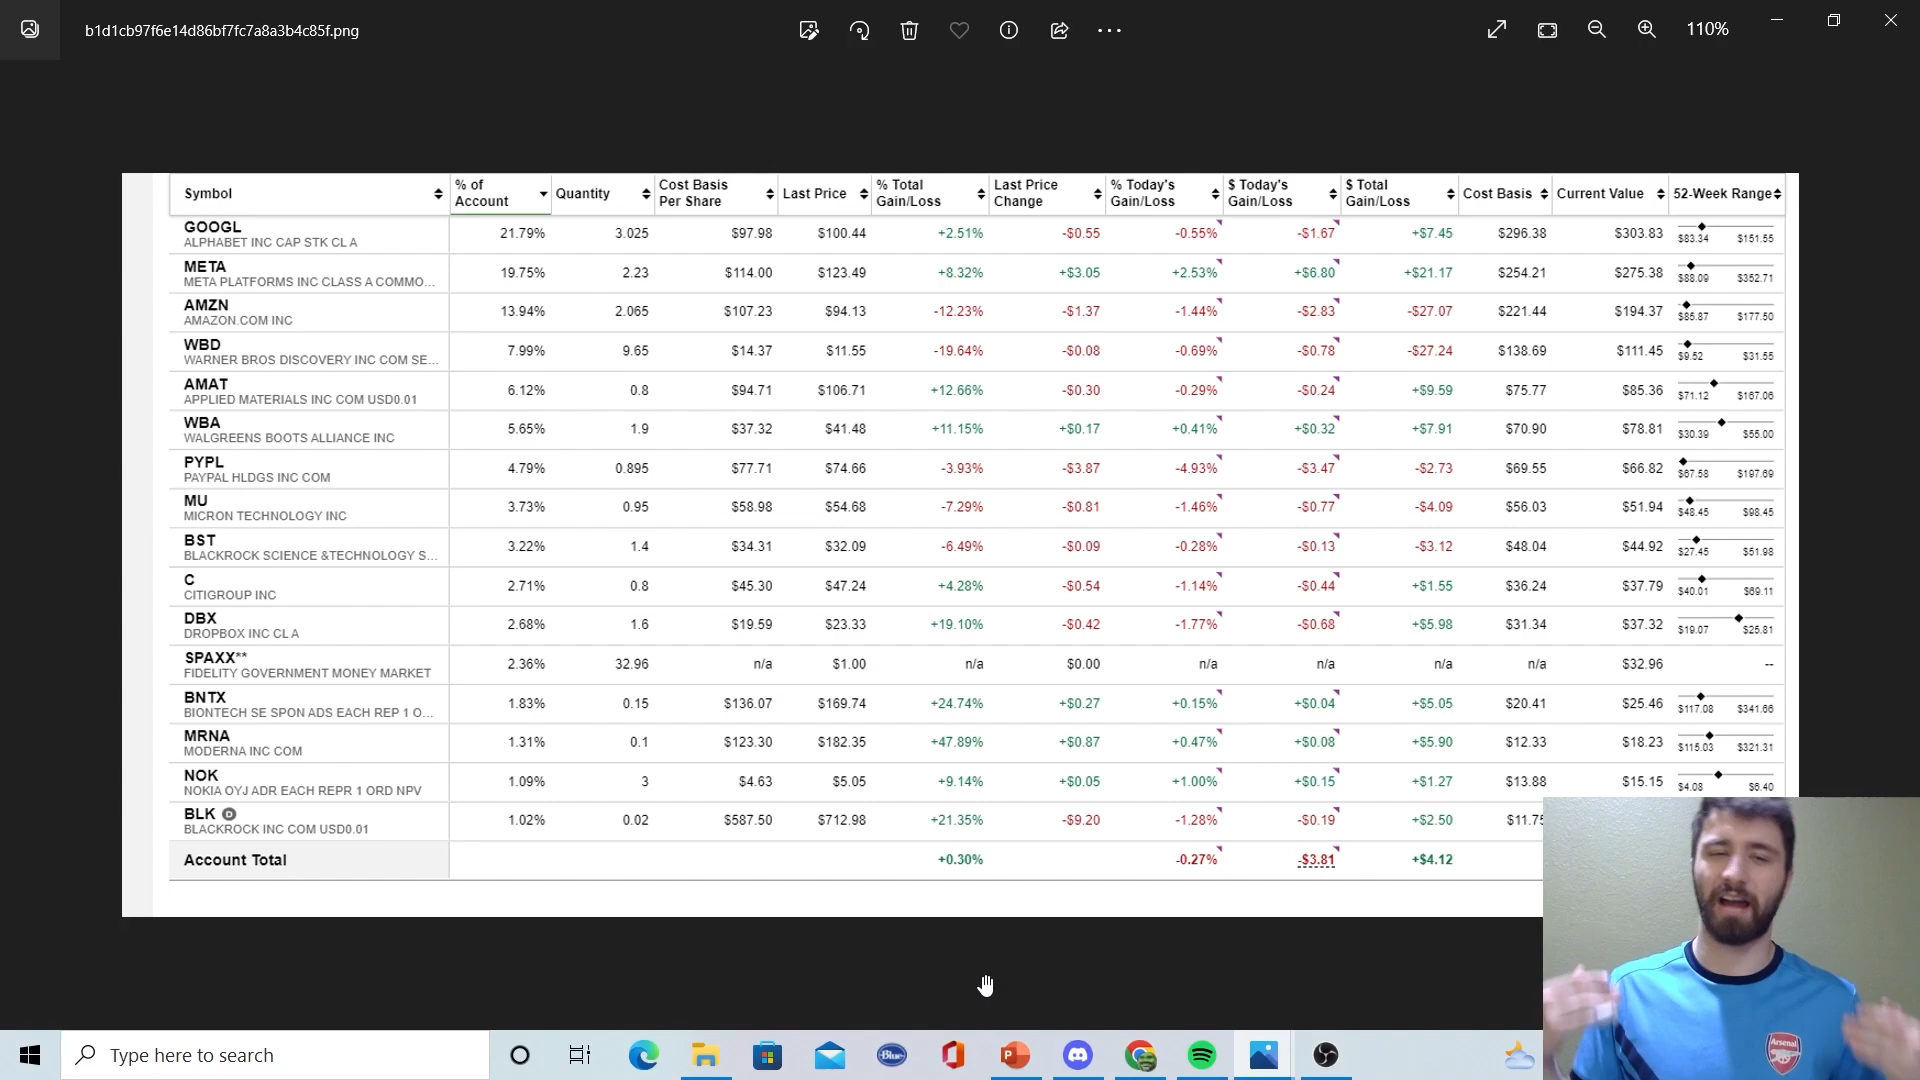 b1d1cb97f6e14d86bf7fc7a8a3b4c85f.png 110%
Symbol % of Account Quantity Cost Basis Per Share Last Price % Total Gain/Loss Last Price Change % Today's Gain/Loss $ Today's Gain/Loss $ Total Gain/Loss Cost Basis Current Value 52-Week Range
GOOGL 21.79% 3.025 $97.98 $100.44 +2.51% -$0.55 -0.55% -$1.67 +$7.45 $296.38 $303.83
ALPHABET INC CAP STK CL A $83.34 $151.55
META 19.75% 2.23 $114.00 $123.49 +8.32% +$3.05 +2.53% +$6.80 +$21.17 $254.21 $275.38
META PLATFORMS INC CLASS A COMMO... $88.09 $352.71
AMZN 13.94% 2.065 $107.23 $94.13 -12.23% -$1.37 -1.44% -$2.83 -$27.07 $221.44 $194.37
AMAZON.COM INC $85.87 $177.50
WBD 7.99% 9.65 $14.37 $11.55 -19.64% -$0.08 -0.69% -$0.78 -$27.24 $138.69 $111.45
WARNER BROS DISCOVERY INC COM SE... $9.52 $31.55
AMAT 6.12% 0.8 $94.71 $106.71 +12.66% -$0.30 -0.29% -$0.24 +$9.59 $75.77 $85.36
APPLIED MATERIALS INC COM USD0.01 $71.12 $167.06
WBA 5.65% 1.9 $37.32 $41.48 +11.15% +$0.17 +0.41% +$0.32 +$7.91 $70.90 $78.81
WALGREENS BOOTS ALLIANCE INC $30.39 $55.00
PYPL 4.79% 0.895 $77.71 $74.66 -3.93% -$3.87 -4.93% -$3.47 -$2.73 $69.55 $66.82
PAYPAL HLDGS INC COM $67.58 $197.69
MU 3.73% 0.95 $58.98 $54.68 -7.29% -$0.81 -1.46% -$0.77 -$4.09 $56.03 $51.94
MICRON TECHNOLOGY INC $48.45 $98.45
BST 3.22% 1.4 $34.31 $32.09 -6.49% -$0.09 -0.28% -$0.13 -$3.12 $48.04 $44.92
BLACKROCK SCIENCE &TECHNOLOGY S... $27.45 $51.98
C 2.71% 0.8 $45.30 $47.24 +4.28% -$0.54 -1.14% -$0.44 +$1.55 $36.24 $37.79
CITIGROUP INC $40.01 $69.11
DBX 2.68% 1.6 $19.59 $23.33 +19.10% -$0.42 -1.77% -$0.68 +$5.98 $31.34 $37.32
DROPBOX INC CL A $19.07 $25.81
SPAXX** 2.36% 32.96 n/a $1.00 n/a $0.00 n/a n/a n/a n/a $32.96 --
FIDELITY GOVERNMENT MONEY MARKET
BNTX 1.83% 0.15 $136.07 $169.74 +24.74% +$0.27 +0.15% +$0.04 +$5.05 $20.41 $25.46
BIONTECH SE SPON ADS EACH REP 1 O... $117.08 $341.66
MRNA 1.31% 0.1 $123.30 $182.35 +47.89% +$0.87 +0.47% +$0.08 +$5.90 $12.33 $18.23
MODERNA INC COM $115.03 $321.31
NOK 1.09% 3 $4.63 $5.05 +9.14% +$0.05 +1.00% +$0.15 +$1.27 $13.88 $15.15
NOKIA OYJ ADR EACH REPR 1 ORD NPV $4.08 $6.40
BLK D 1.02% 0.02 $587.50 $712.98 +21.35% -$9.20 -1.28% -$0.19 +$2.50 $11.75
BLACKROCK INC COM USD0.01
Account Total +0.30% -0.27% -$3.81 +$4.12
Arsenal
Type here to search
Blue